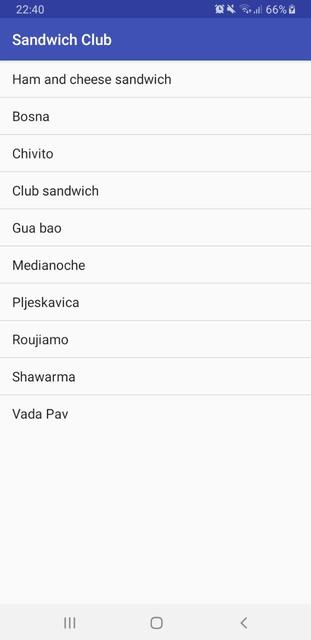 22:40 66%
Sandwich Club
Ham and cheese sandwich
Bosna
Chivito
Club sandwich
Gua bao
Medianoche
Pljeskavica
Roujiamo
Shawarma
Vada Pav